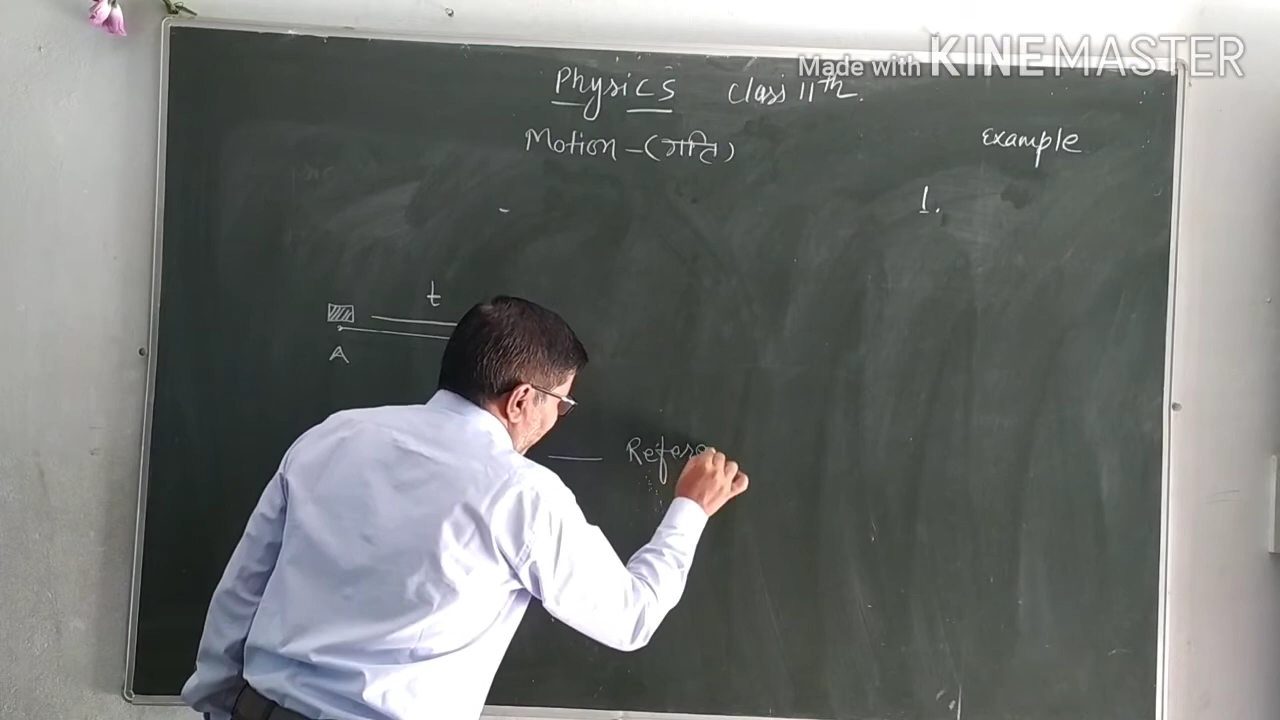 Made with KINEMASTER
Physics class 11th.
Motion - (गति)
Example
1.
t
A
Refere